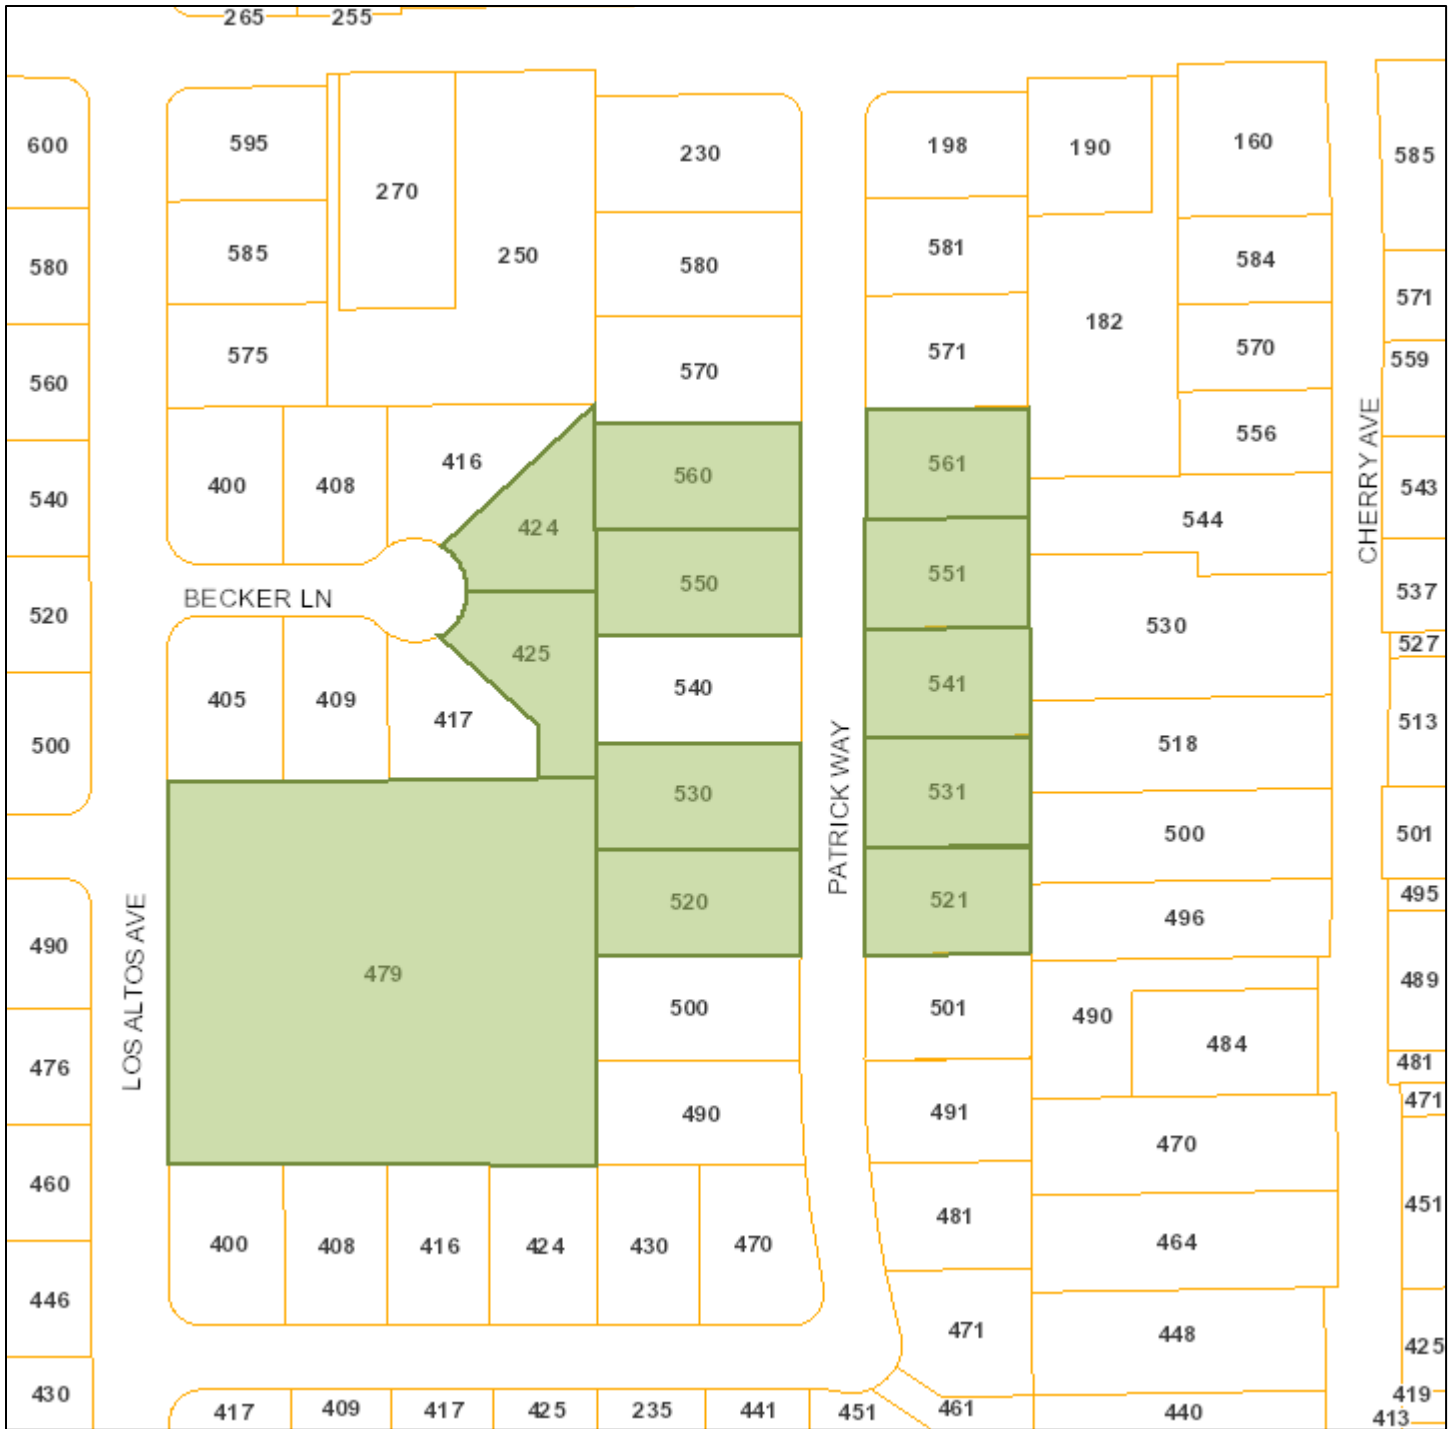 265 255
600 595 270 230 198 190 160 585
580 585 250 580 581 584 571
560 575 570 571 182 570 559
400 408 416 560 561 556
540 424 550 551 544 543
BECKER LN
520 425 530 537
527
405 409 417 540 541 513
500 518
CHERRY AVE
PATRICK WAY
530 531 500 501
520 521 496 495
LOS ALTOS AVE
490 479 500 501 490 484 489
476 490 491 470 481
471
460 481 464 451
400 408 416 424 430 470
446 471 448 425
430 417 409 417 425 235 441 451 461 440 419
413